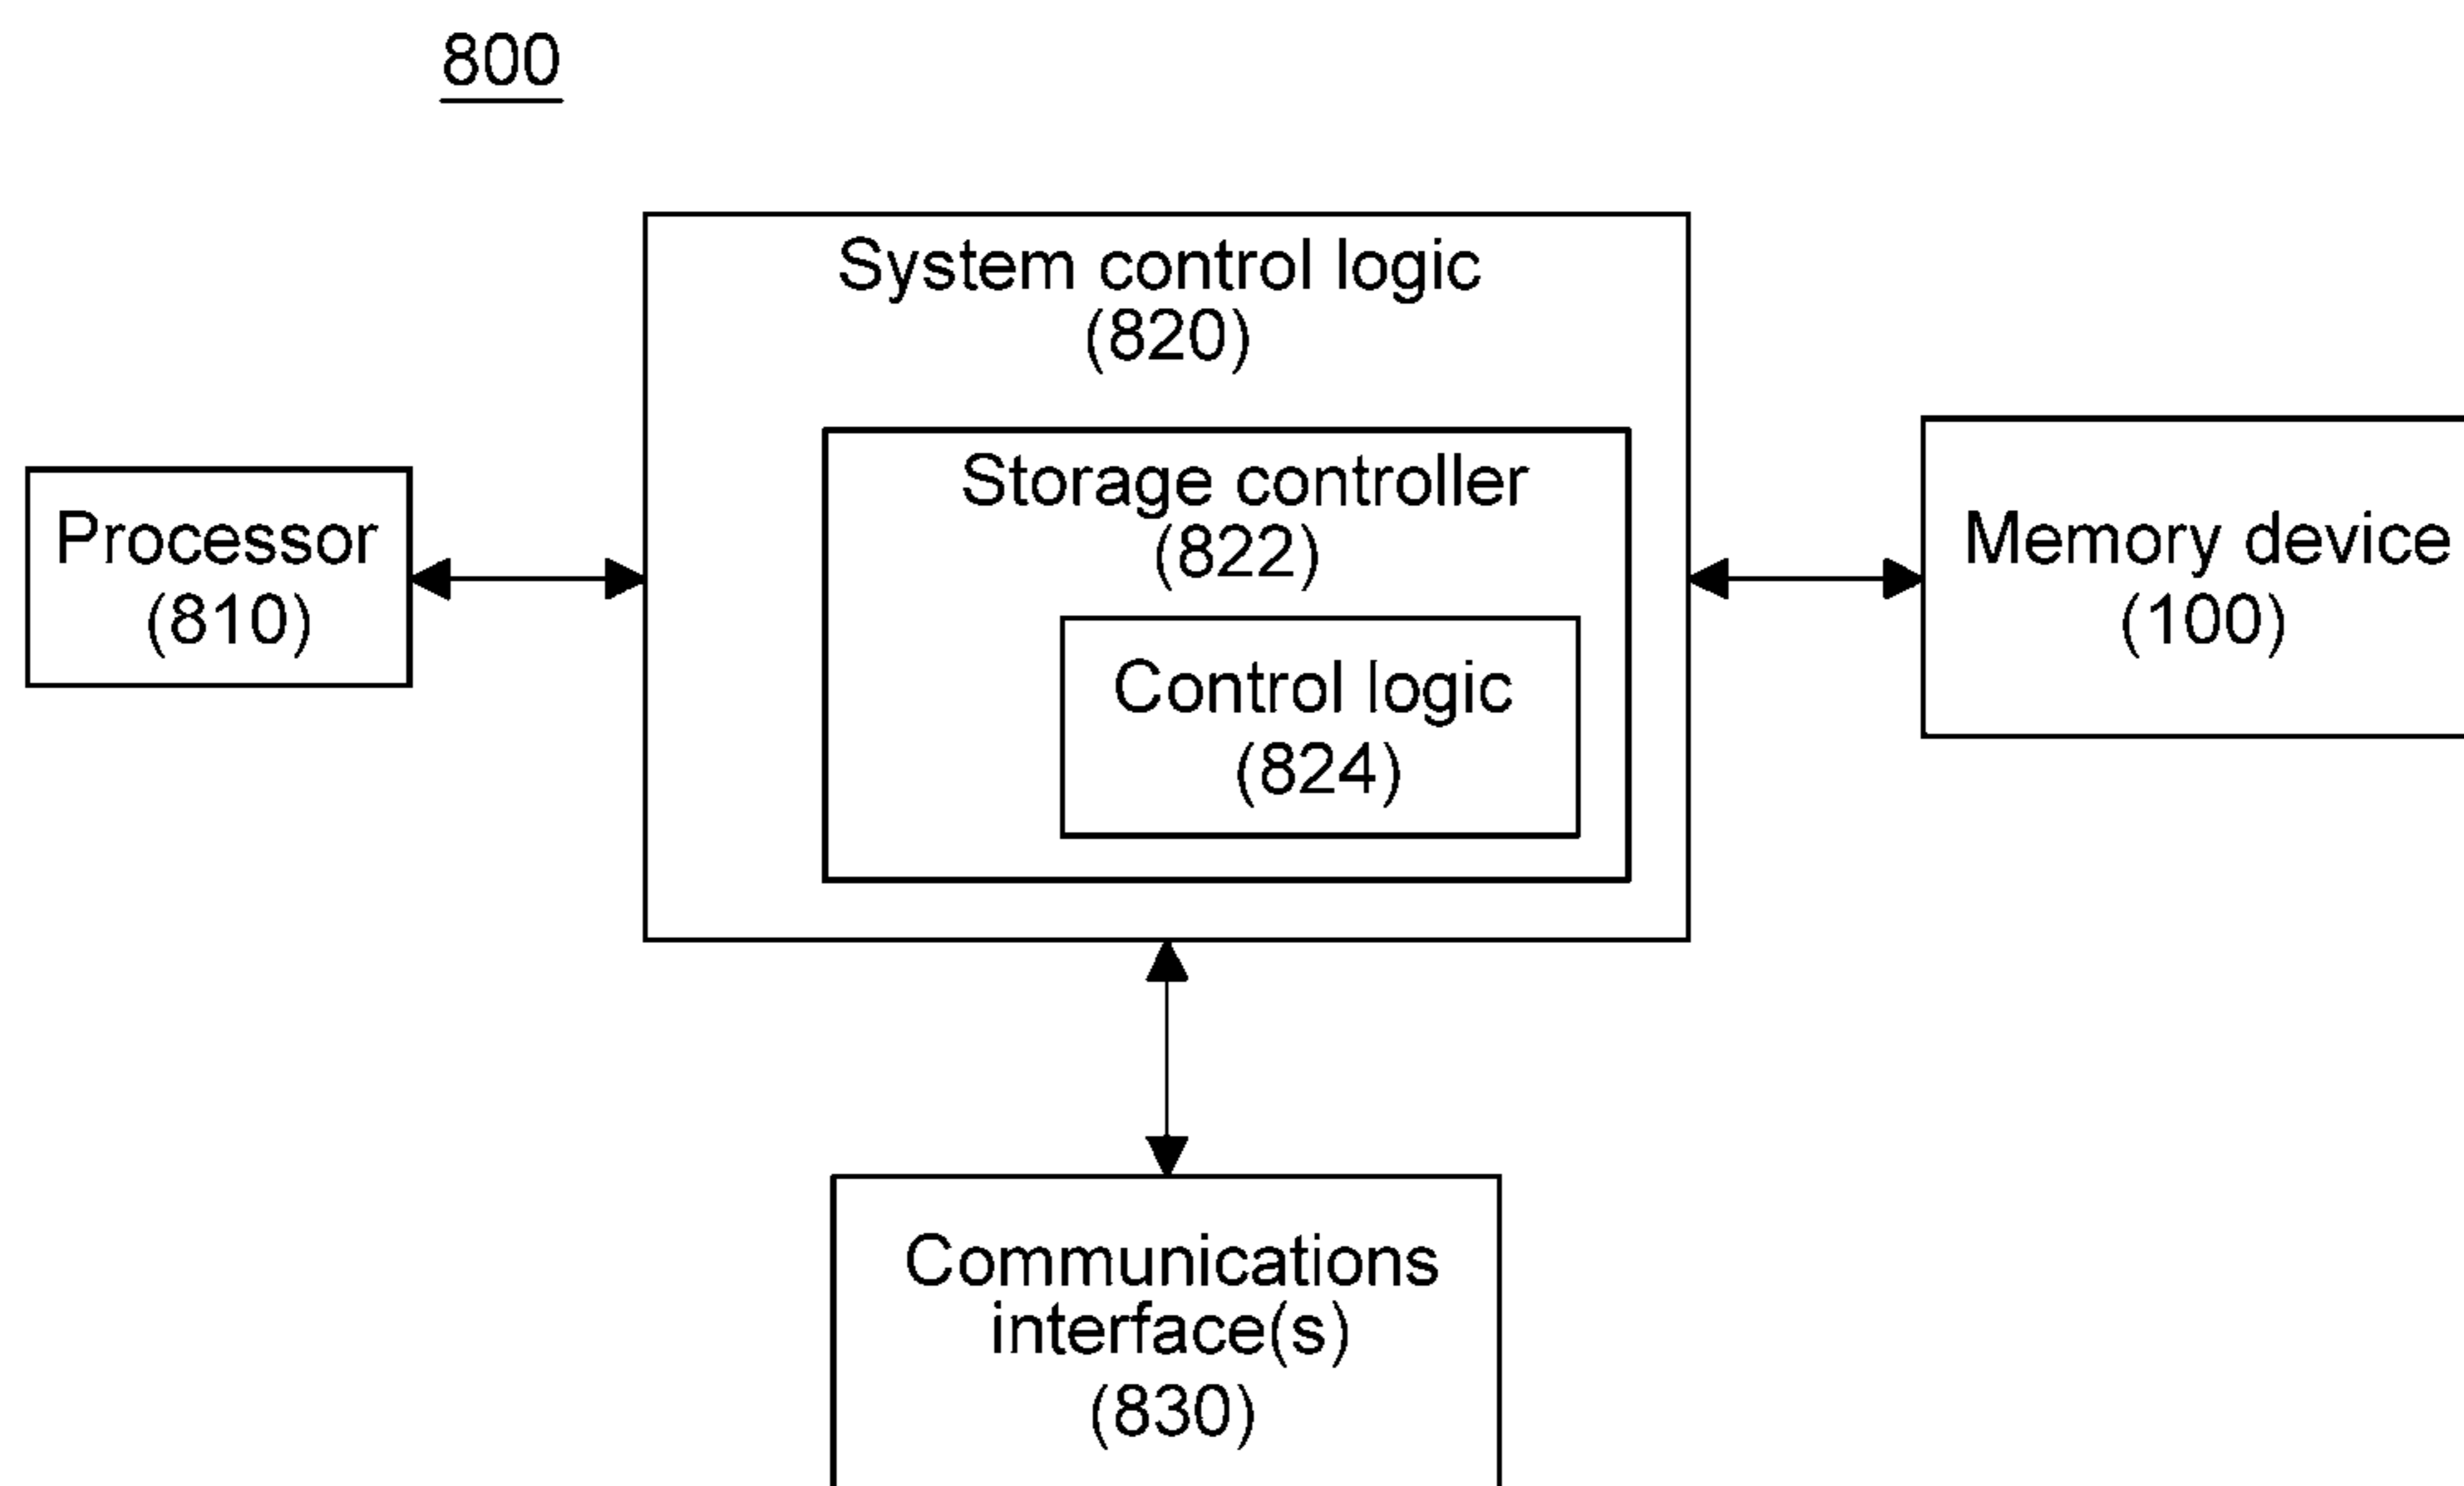 800
System control logic
(820)
Storage controller
(822)
Control logic
(824)
Processor
(810)
Memory device
(100)
Communications
interface(s)
(830)